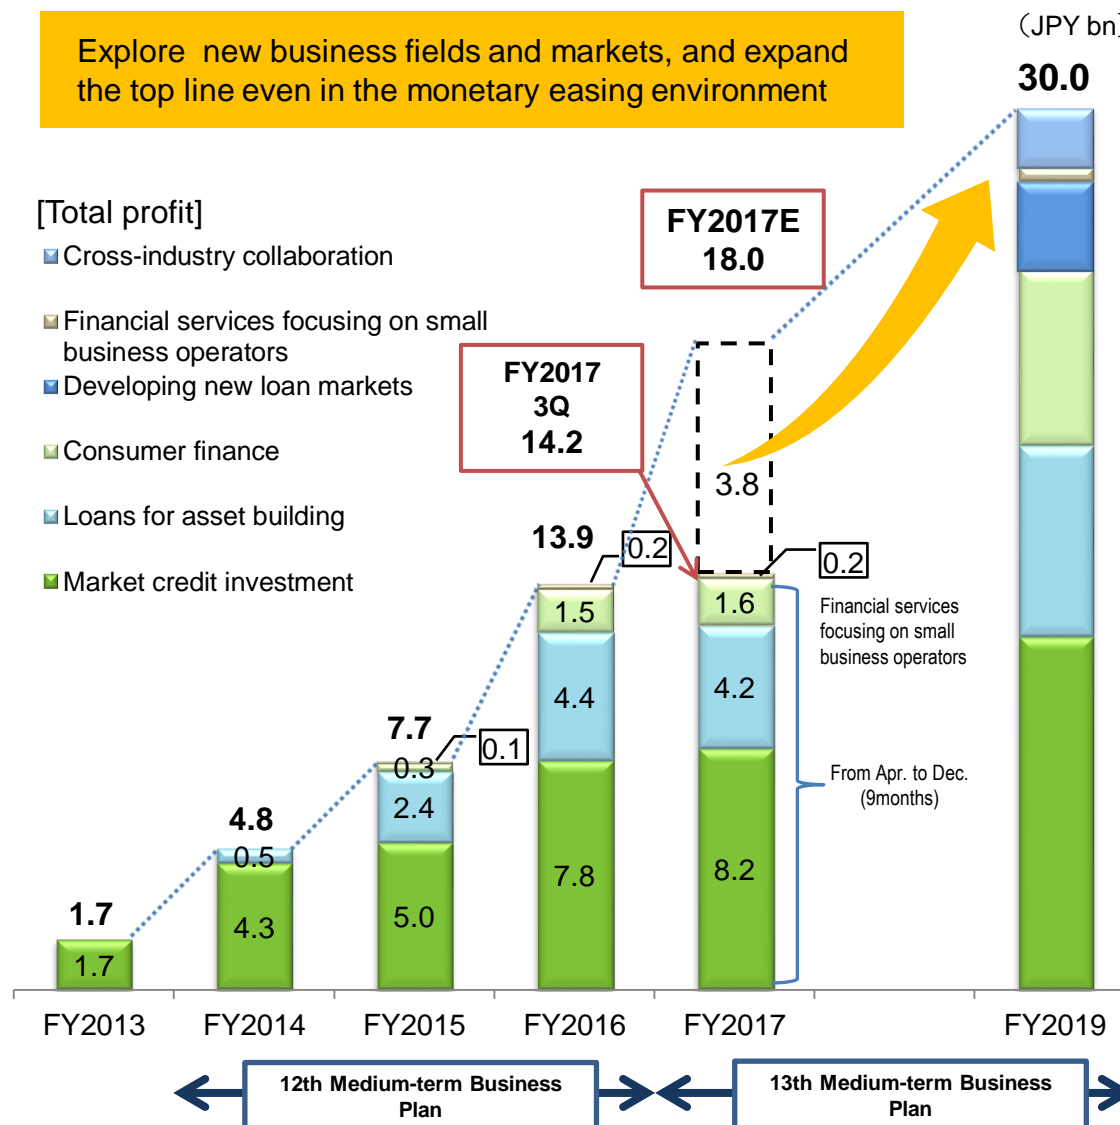 Explore new business fields and markets, and expand
the top line even in the monetary easing environment
（JPY bn）
30.0
[Total profit]
Cross-industry collaboration
Financial services focusing on small
business operators
Developing new loan markets
Consumer finance
Loans for asset building
Market credit investment
FY2017E
18.0
FY2017
3Q
14.2
3.8
13.9
0.2
0.2
1.5
1.6
Financial services
focusing on small
business operators
4.4
4.2
7.7
0.1
0.3
2.4
From Apr. to Dec.
(9months)
4.8
0.5
7.8
8.2
5.0
4.3
1.7
1.7
FY2013
FY2014
FY2015
FY2016
FY2017
FY2019
12th Medium-term Business
Plan
13th Medium-term Business
Plan